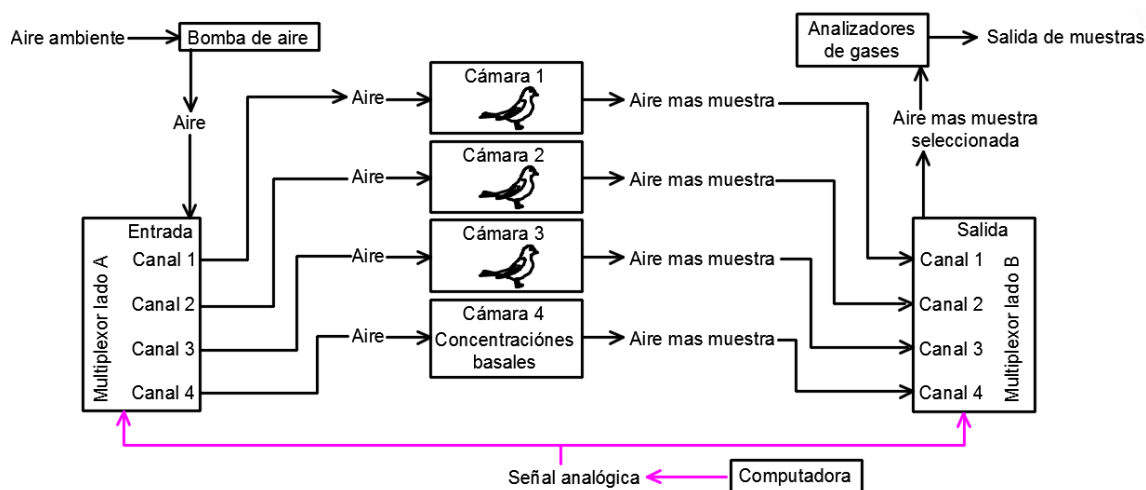 Aire ambiente
Bomba de aire
Analizadores
de gases
Salida de muestras
Aire
Aire
Cámara 1
Aire mas muestra
Aire mas muestra
seleccionada
Aire
Cámara 2
Aire mas muestra
Aire
Cámara 3
Aire mas muestra
Aire
Cámara 4
Concentraciónes
basales
Aire mas muestra
Multiplexor lado A
Entrada
Canal 1
Canal 2
Canal 3
Canal 4
Salida
Canal 1
Canal 2
Canal 3
Canal 4
Multiplexor lado B
Señal analógica
Computadora